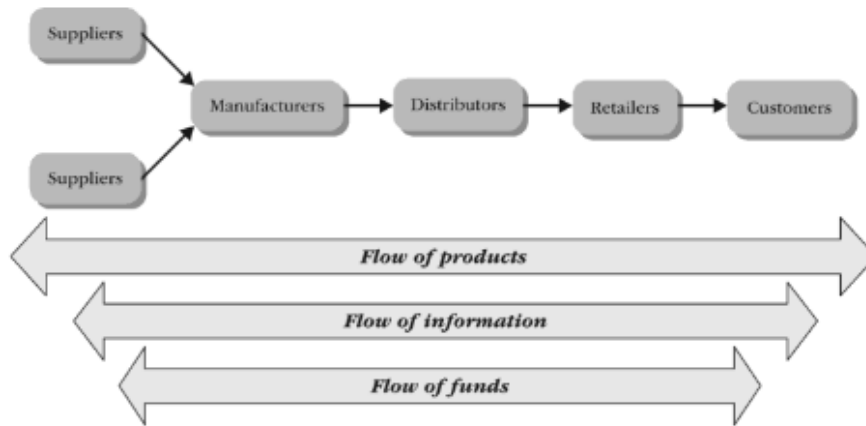 Suppliers
Manufacturers
Distributors
Retailers
Customers
Suppliers
Flow of products
Flow of information
Flow of funds